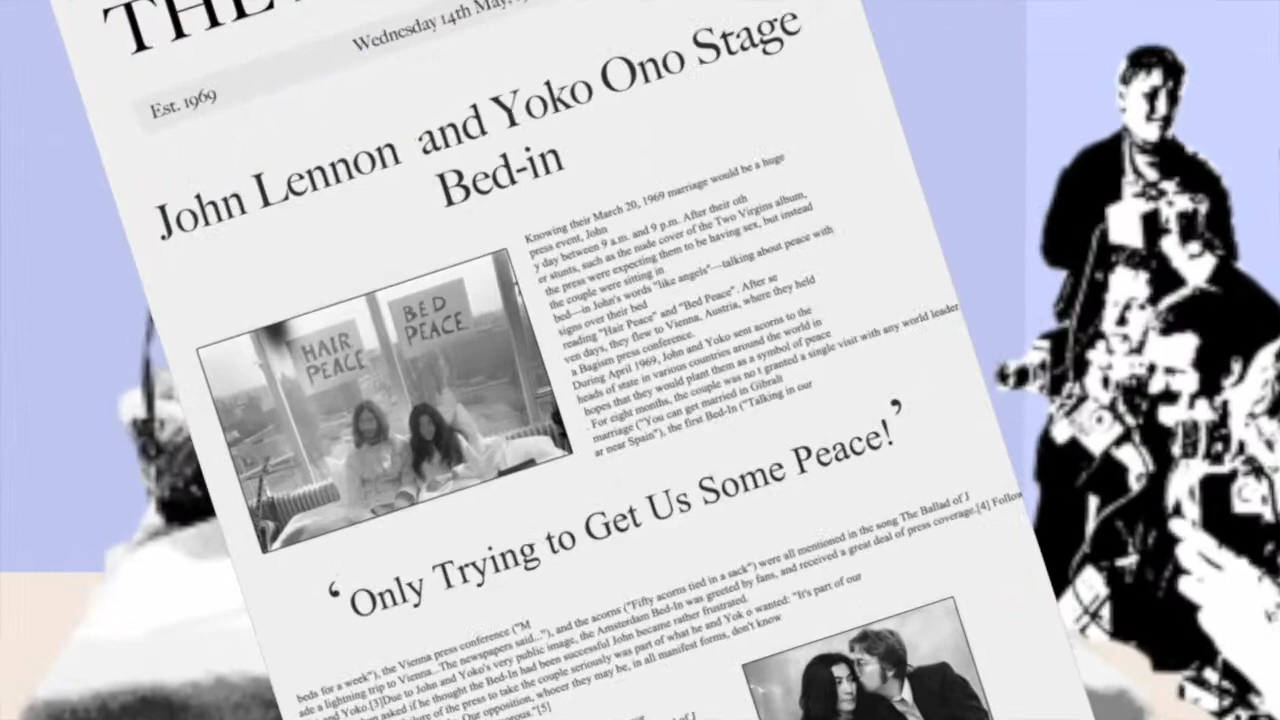 THE
Wednesday 14th May,
Est. 1969
John Lennon and Yoko Ono Stage
Bed-in
Knowing their March 20, 1969 marriage would be a huge
press event, John
y day between 9 a.m. and 9 p.m. After their oth
er stunts, such as the nude cover of the Two Virgins album,
the press were expecting them to be having sex, but instead
the couple were sitting in
bed—in John's words "like angels"—talking about peace with
signs over their bed
reading "Hair Peace" and "Bed Peace". After se
ven days, they flew to Vienna, Austria, where they held
a Bagism press conference.
During April 1969, John and Yoko sent acorns to the
heads of state in various countries around the world in
hopes that they would plant them as a symbol of peace
. For eight months, the couple was no t granted a single visit with any world leader
marriage ("You can get married in Gibralt
ar near Spain"), the first Bed-In ("Talking in our
HAIR
PEACE
BED
PEACE
‘Only Trying to Get Us Some Peace!’
beds for a week"), the Vienna press conference ("M
ade a lightning trip to Vienna...The newspapers said..."), and the acorns ("Fifty acorns tied in a sack") were all mentioned in the song The Ballad of J
and Yoko.[3]Due to John and Yoko's very public image, the Amsterdam Bed-In was greeted by fans, and received a great deal of press coverage.[4] Follow
asked if he thought the Bed-In had been successful John became rather frustrated.
of the press to take the couple seriously was part of what he and Yok o wanted: "It's part of our
Our opposition, whoeer they may be, in all manifest forms, don't know
[5]
Ballad of J